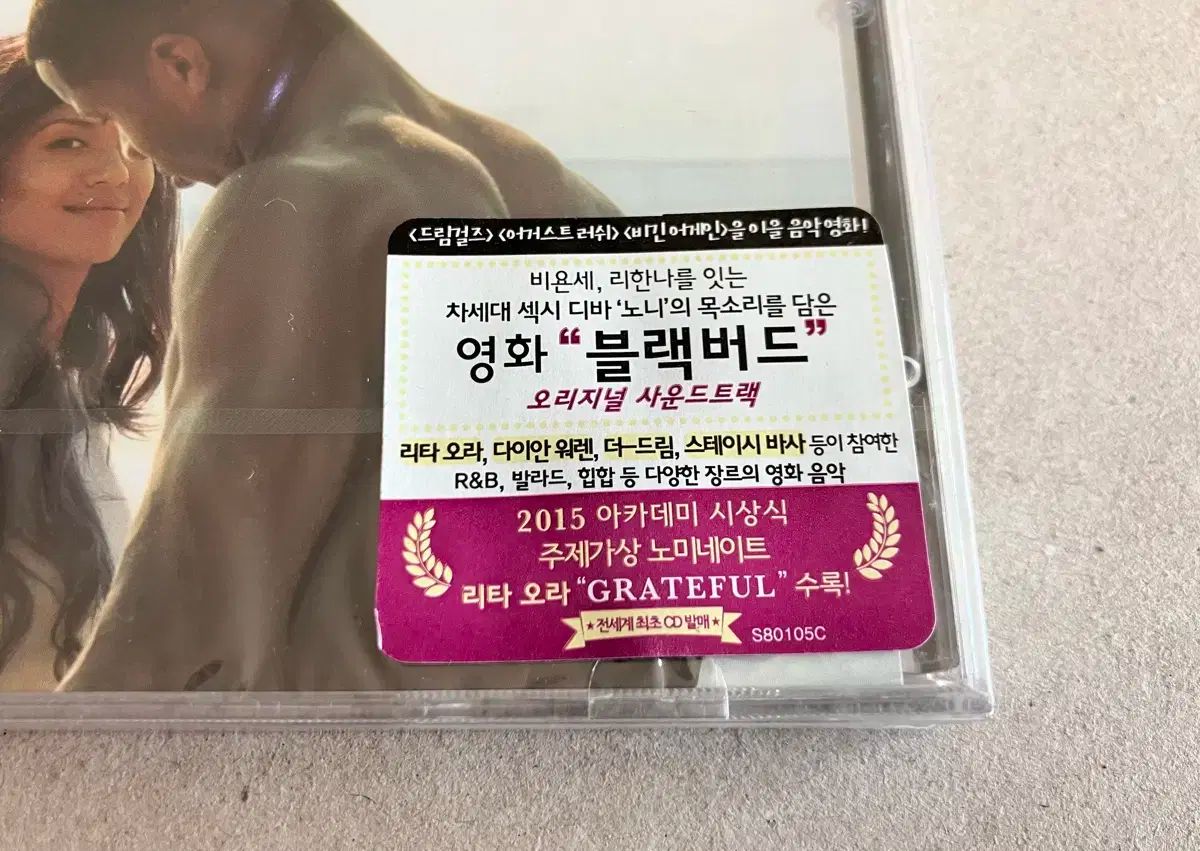 <드림걸즈> <어거스트 러쉬> <비긴 어게인>을 이을 음악 영화!
비욘세, 리한나를 잇는
차세대 섹시 디바 ‘노니’의 목소리를 담은
영화 “블랙버드”
오리지널 사운드트랙
리타 오라, 다이안 워렌, 더-드림, 스테이시 바사 등이 참여한
R&B, 발라드, 힙합 등 다양한 장르의 영화 음악
2015 아카데미 시상식
주제가상 노미네이트
리타 오라 “GRATEFUL” 수록!
★전세계 최초 CD 발매★
S80105C